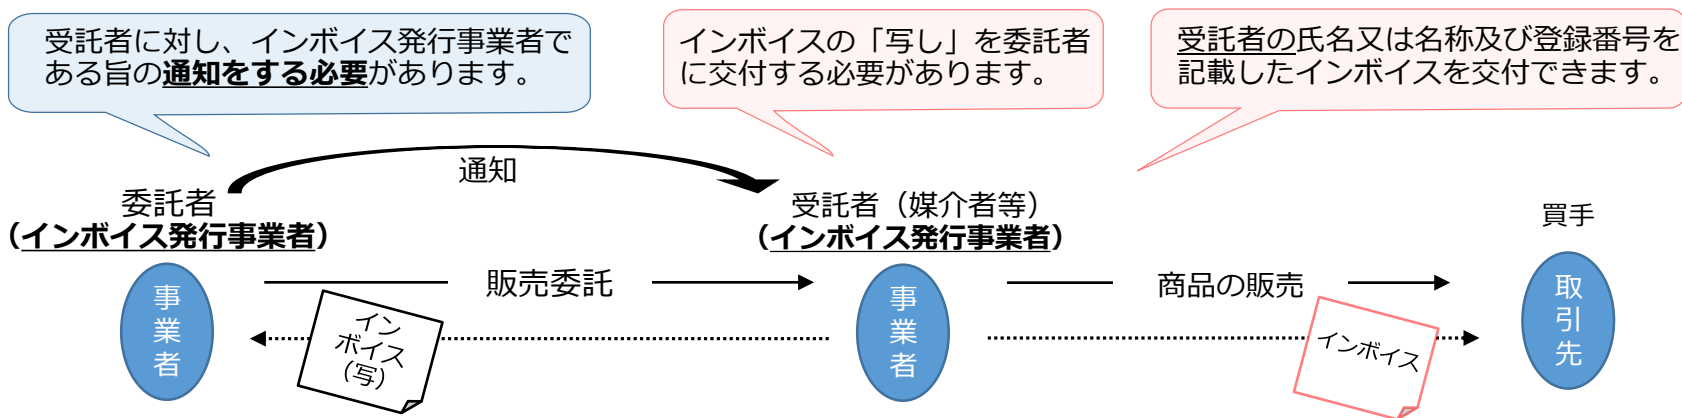 受託者に対し、インボイス発行事業者で
ある旨の通知をする必要があります。
インボイスの「写し」を委託者
に交付する必要があります。
受託者の氏名又は名称及び登録番号を
記載したインボイスを交付できます。
通知
委託者
（インボイス発行事業者）
受託者（媒介者等）
（インボイス発行事業者）
買手
事業者
販売委託
イン
ボイス
（写）
事業者
商品の販売
インボイス
取引先